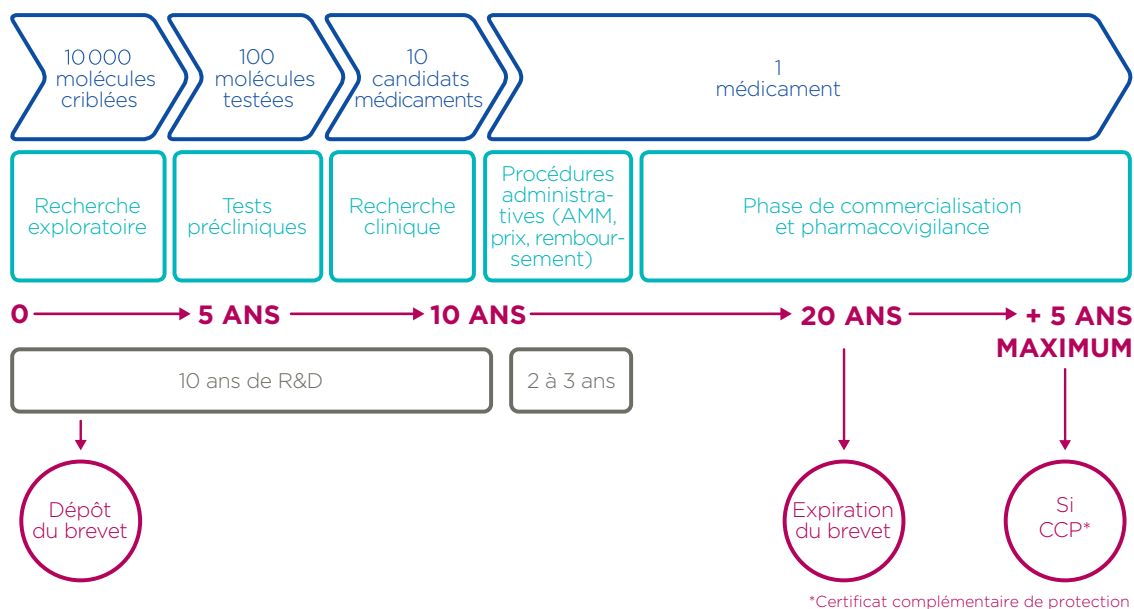 10 000
molécules
criblées
100
molécules
testées
10
candidats
médicaments
1
médicament
Recherche
exploratoire
Tests
précliniques
Recherche
clinique
Procédures
administra-
tives (AMM,
prix, rembour-
sement)
Phase de commercialisation
et pharmacovigilance
0
5 ANS
10 ANS
20 ANS
+ 5 ANS
MAXIMUM
10 ans de R&D
2 à 3 ans
Dépôt
du brevet
Expiration
du brevet
Si
CCP*
*Certificat complémentaire de protection